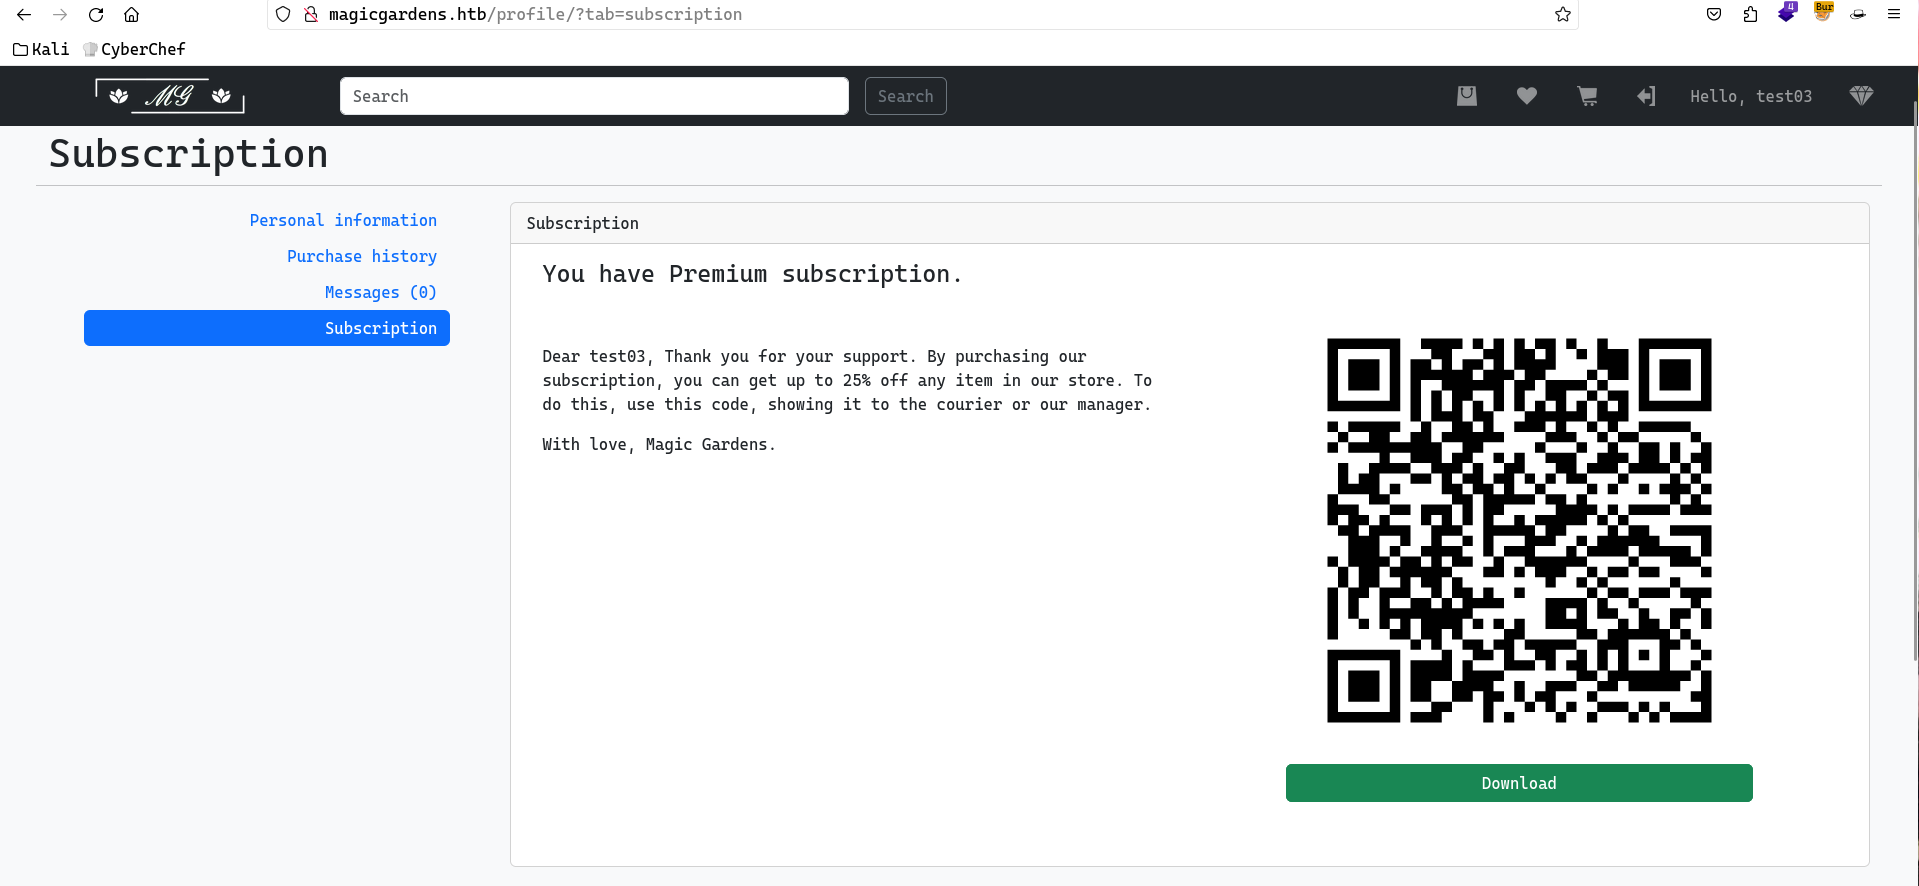 magicgardens.htb/profile/?tab=subscription
4
Bur
Kali
CyberChef
MG
Search
Search
Hello, test03
Subscription
Personal information
Purchase history
Messages (0)
Subscription
Subscription
You have Premium subscription.
Dear test03, Thank you for your support. By purchasing our
subscription, you can get up to 25% off any item in our store. To
do this, use this code, showing it to the courier or our manager.
With love, Magic Gardens.
Download